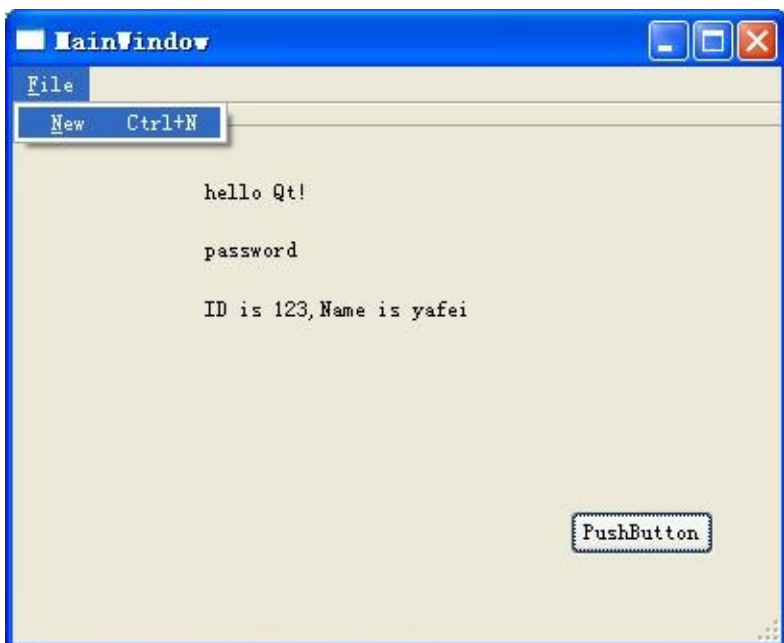 MainWindow
File
New Ctrl+N
hello Qt!
password
ID is 123,Name is yafei
PushButton